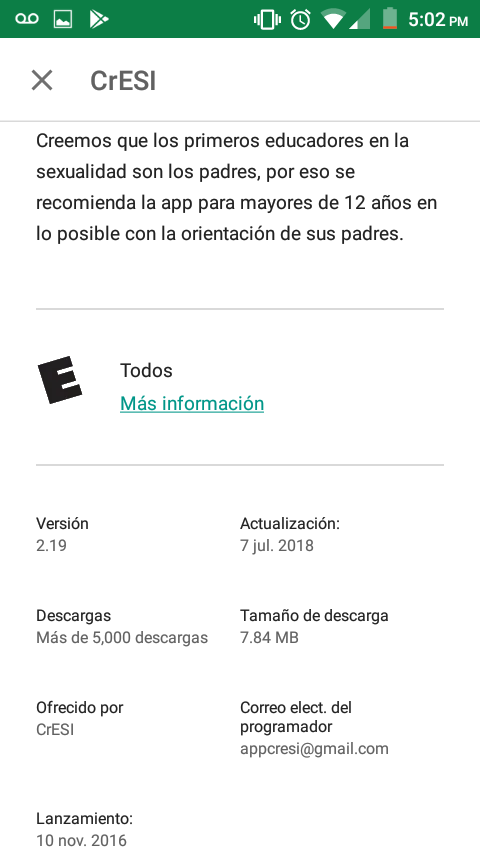 5:02 PM
CrESI
Creemos que los primeros educadores en la
sexualidad son los padres, por eso se
recomienda la app para mayores de 12 años en
lo posible con la orientación de sus padres.
E
Todos
Más información
Versión
2.19
Actualización:
7 jul. 2018
Descargas
Más de 5,000 descargas
Tamaño de descarga
7.84 MB
Ofrecido por
CrESI
Correo elect. del
programador
appcresi@gmail.com
Lanzamiento:
10 nov. 2016